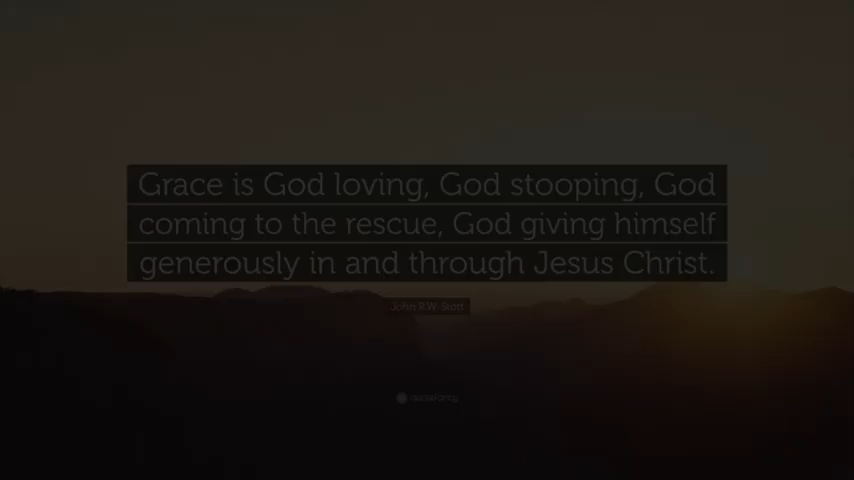 Grace is God loving, God stooping, God
coming to the rescue, God giving himself
generously in and through Jesus Christ.
John R.W. Stott
quotefancy